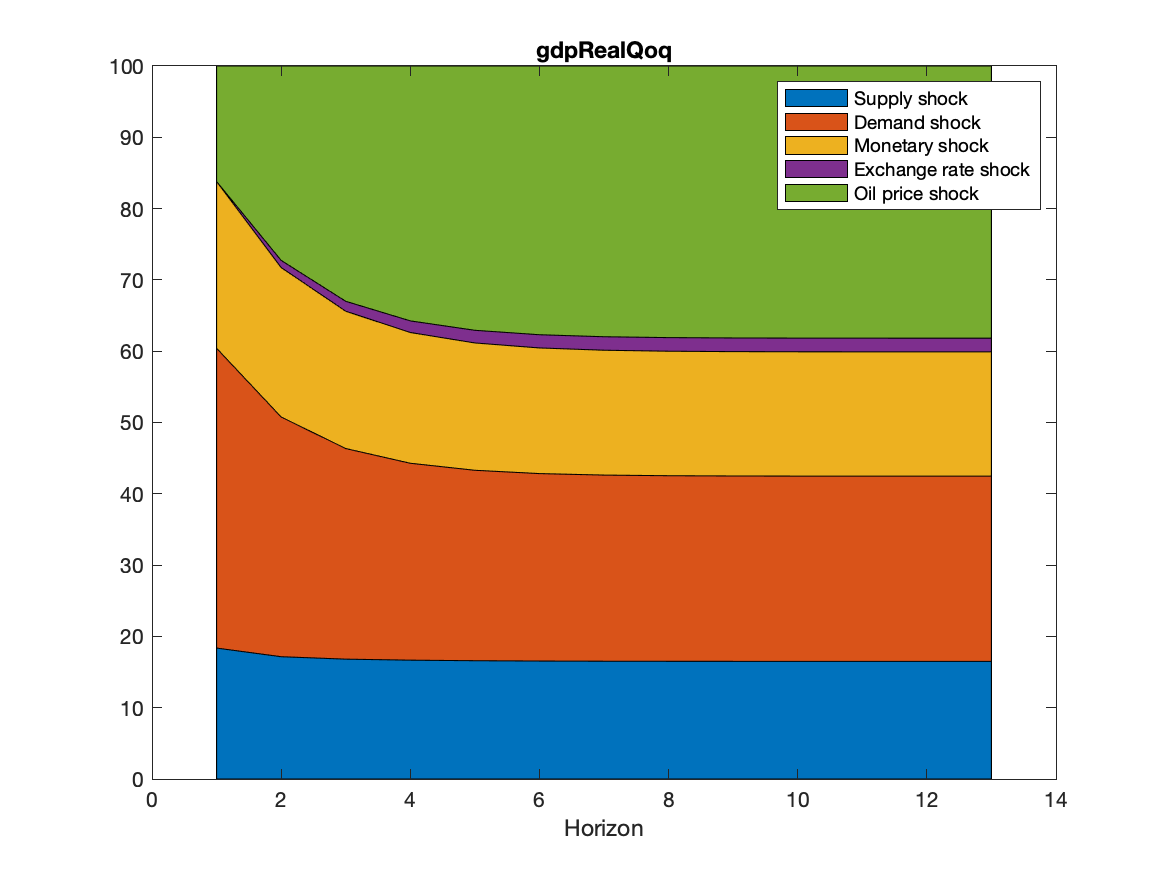 gdpRealQoq
100
90
80
70
60
50
40
30
20
10
0
Supply shock
Demand shock
Monetary shock
Exchange rate shock
Oil price shock
0 2 4 6 8 10 12 14
Horizon